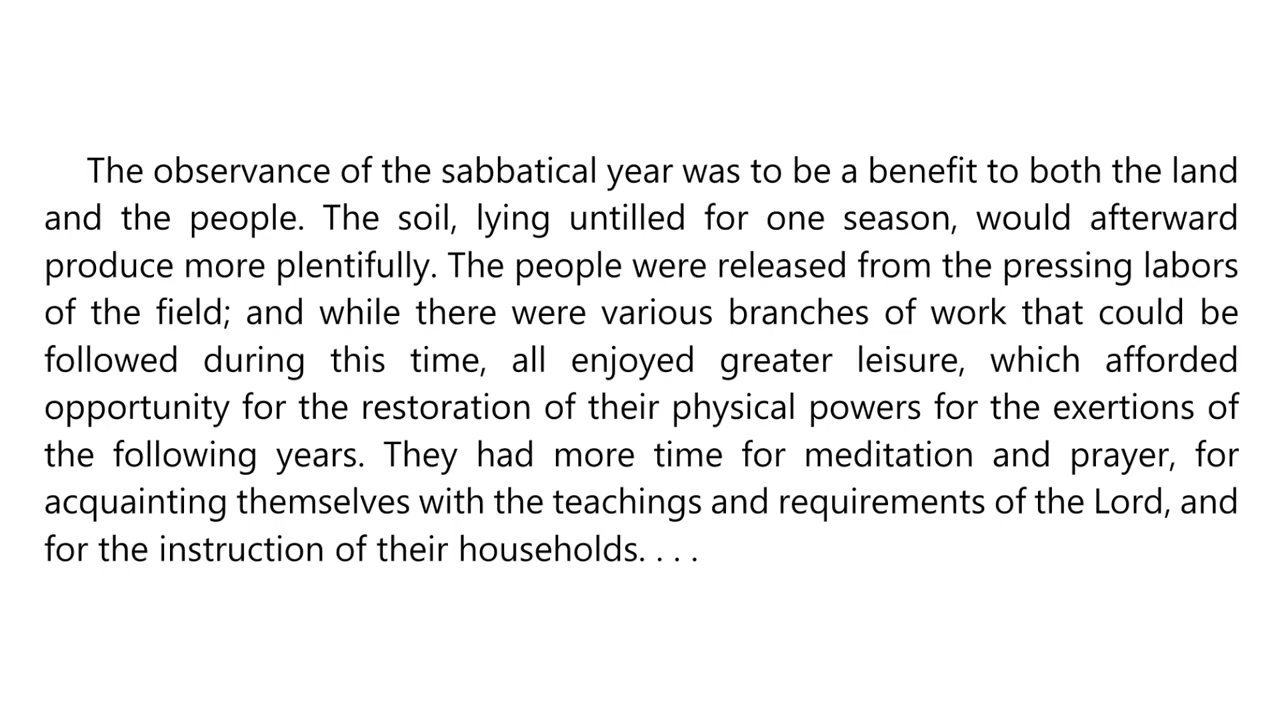 The observance of the sabbatical year was to be a benefit to both the land
and the people. The soil, lying untilled for one season, would afterward
produce more plentifully. The people were released from the pressing labors
of the field; and while there were various branches of work that could be
followed during this time, all enjoyed greater leisure, which afforded
opportunity for the restoration of their physical powers for the exertions of
the following years. They had more time for meditation and prayer, for
acquainting themselves with the teachings and requirements of the Lord, and
for the instruction of their households. . . .